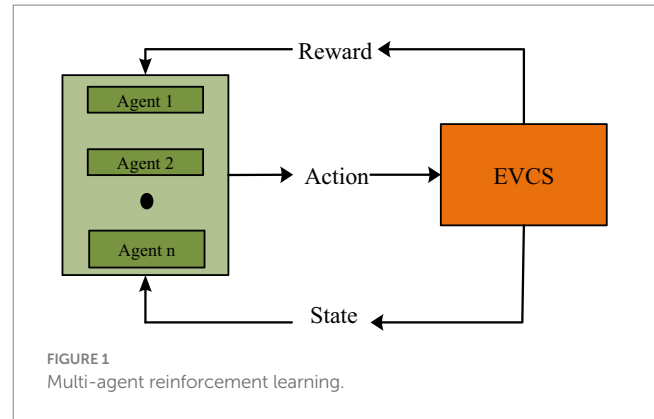 Reward
Agent 1
Agent 2
Action
EVCS
Agent n
State
FIGURE 1
Multi-agent reinforcement learning.